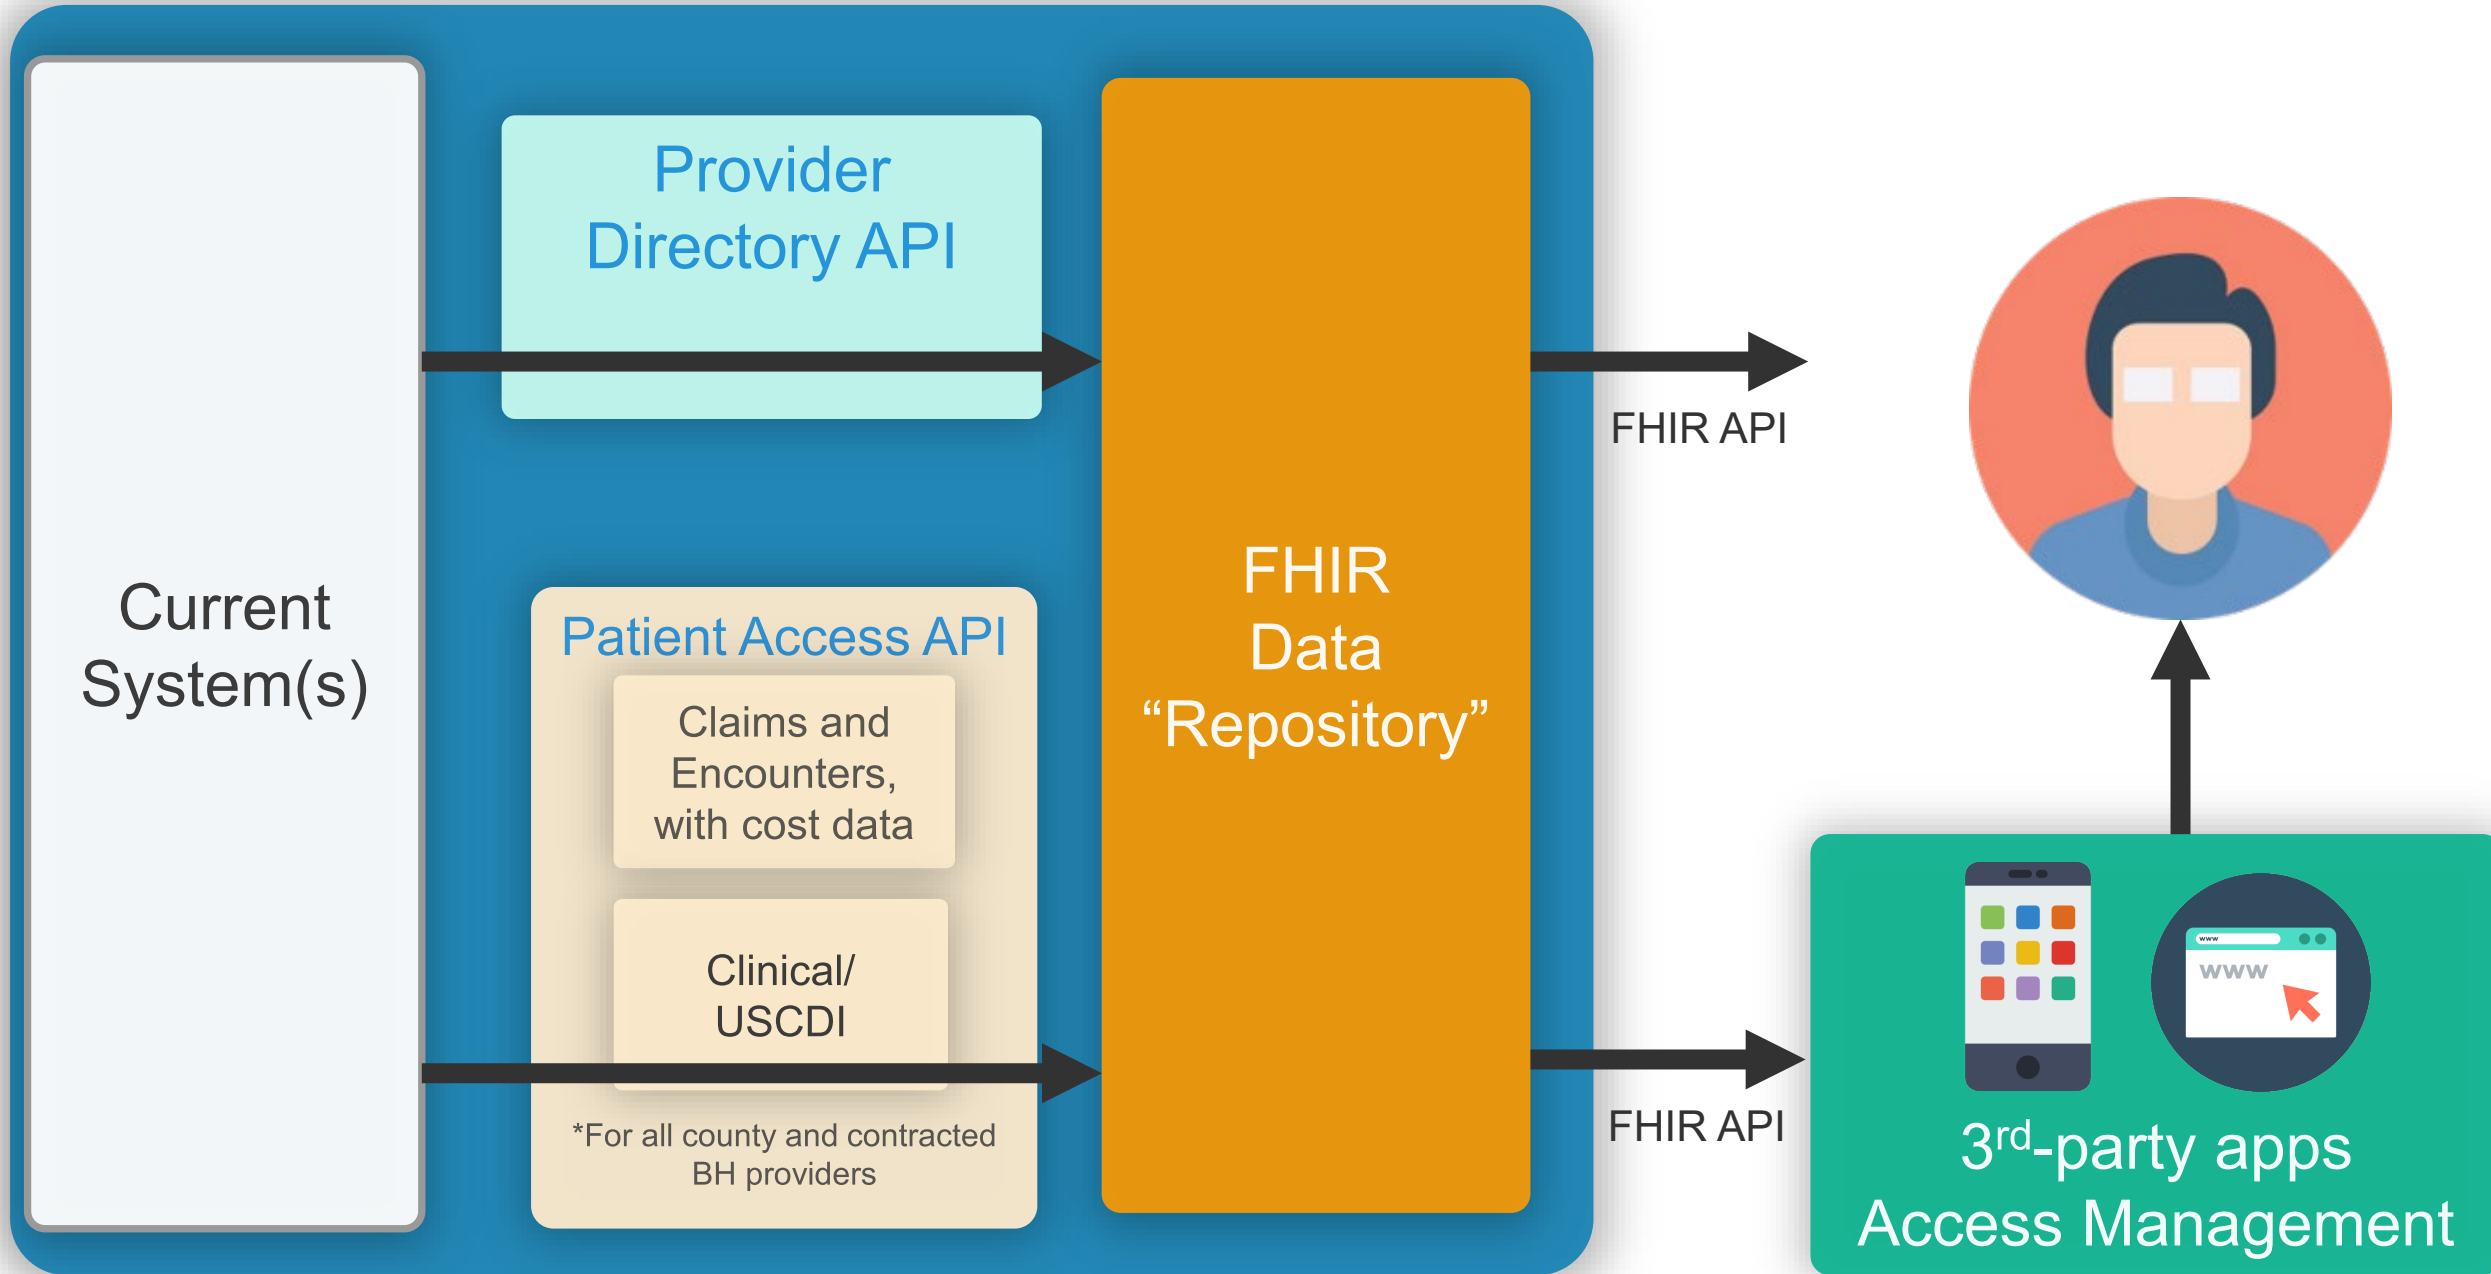 Current
System(s)
Provider
Directory API
Patient Access API
Claims and
Encounters,
with cost data
Clinical/
USCDI
*For all county and contracted
BH providers
FHIR
Data
“Repository”
FHIR API
FHIR API
www
www
3rd-party apps
Access Management